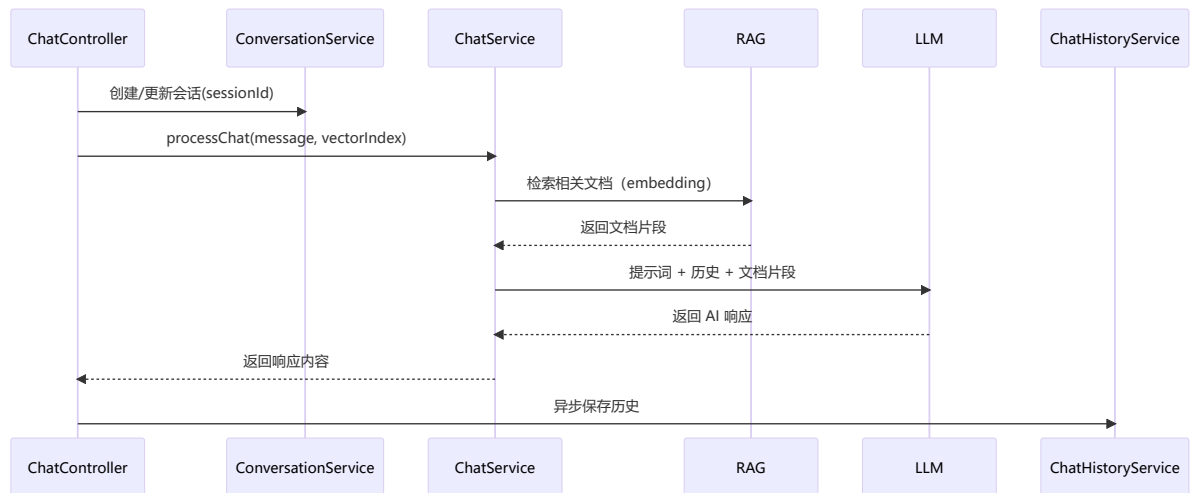 ChatController
ConversationService
ChatService
RAG
LLM
ChatHistoryService
创建/更新会话(sessionId)
processChat(message, vectorIndex)
检索相关文档（embedding）
返回文档片段
提示词 + 历史 + 文档片段
返回 AI 响应
返回响应内容
异步保存历史
ChatController
ConversationService
ChatService
RAG
LLM
ChatHistoryService